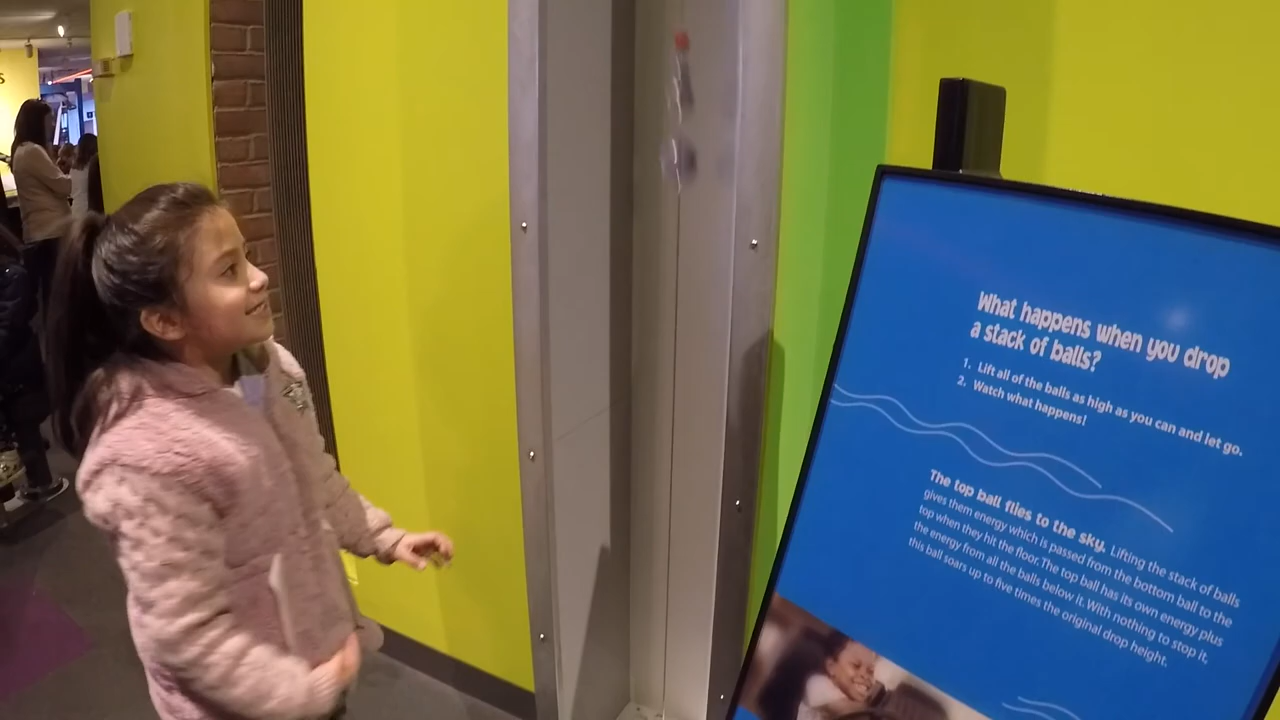 S
What happens when you drop
a stack of balls?
1. Lift all of the balls as high as you can and let go.
2. Watch what happens!
The top ball flies to the sky. Lifting the stack of balls
gives them energy which is passed from the bottom ball to the
top when they hit the floor. The top ball has its own energy plus
the energy from all the balls below it. With nothing to stop it,
this ball soars up to five times the original drop height.